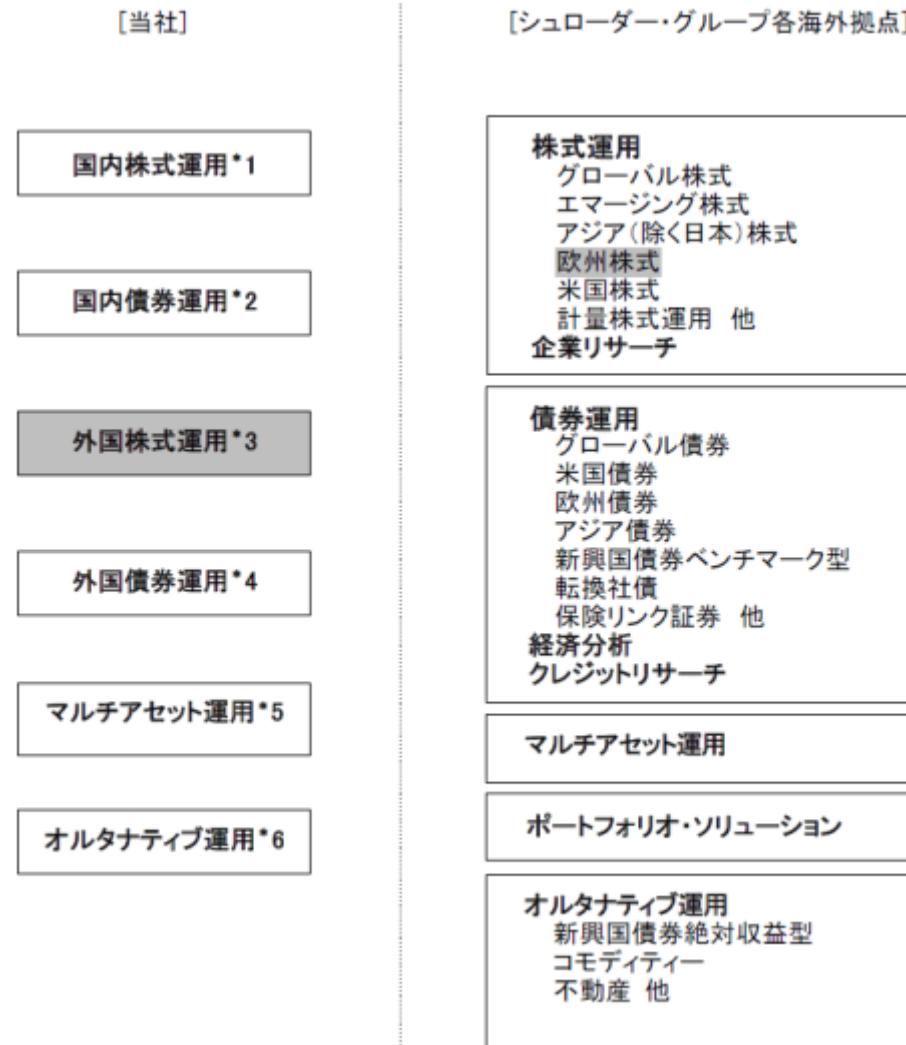 [当社]
国内株式運用*1
国内債券運用*2
外国株式運用*3
外国債券運用*4
マルチアセット運用*5
オルタナティブ運用*6
[シュローダー・グループ各海外拠点]
株式運用
グローバル株式
エマージング株式
アジア(除く日本)株式
欧州株式
米国株式
計量株式運用 他
企業リサーチ
債券運用
グローバル債券
米国債券
欧州債券
アジア債券
新興国債券ベンチマーク型
転換社債
保険リンク証券 他
経済分析
クレジットリサーチ
マルチアセット運用
ポートフォリオ・ソリューション
オルタナティブ運用
新興国債券絶対収益型
コモディティー
不動産 他